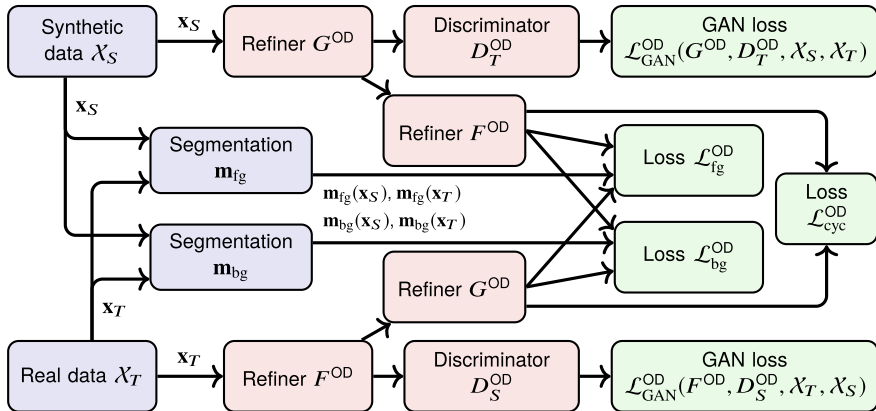 Synthetic
data 𝒳_S
x_S
Refiner G^OD
Discriminator
D_T^OD
GAN loss
ℒ_GAN^OD(G^OD, D_T^OD, 𝒳_S, 𝒳_T)
x_S
Refiner F^OD
Segmentation
m_fg
Loss ℒ_fg^OD
m_fg(x_S), m_fg(x_T)
m_bg(x_S), m_bg(x_T)
Loss
ℒ_cyc^OD
Segmentation
m_bg
Loss ℒ_bg^OD
Refiner G^OD
x_T
Real data 𝒳_T
x_T
Refiner F^OD
Discriminator
D_S^OD
GAN loss
ℒ_GAN^OD(F^OD, D_S^OD, 𝒳_T, 𝒳_S)